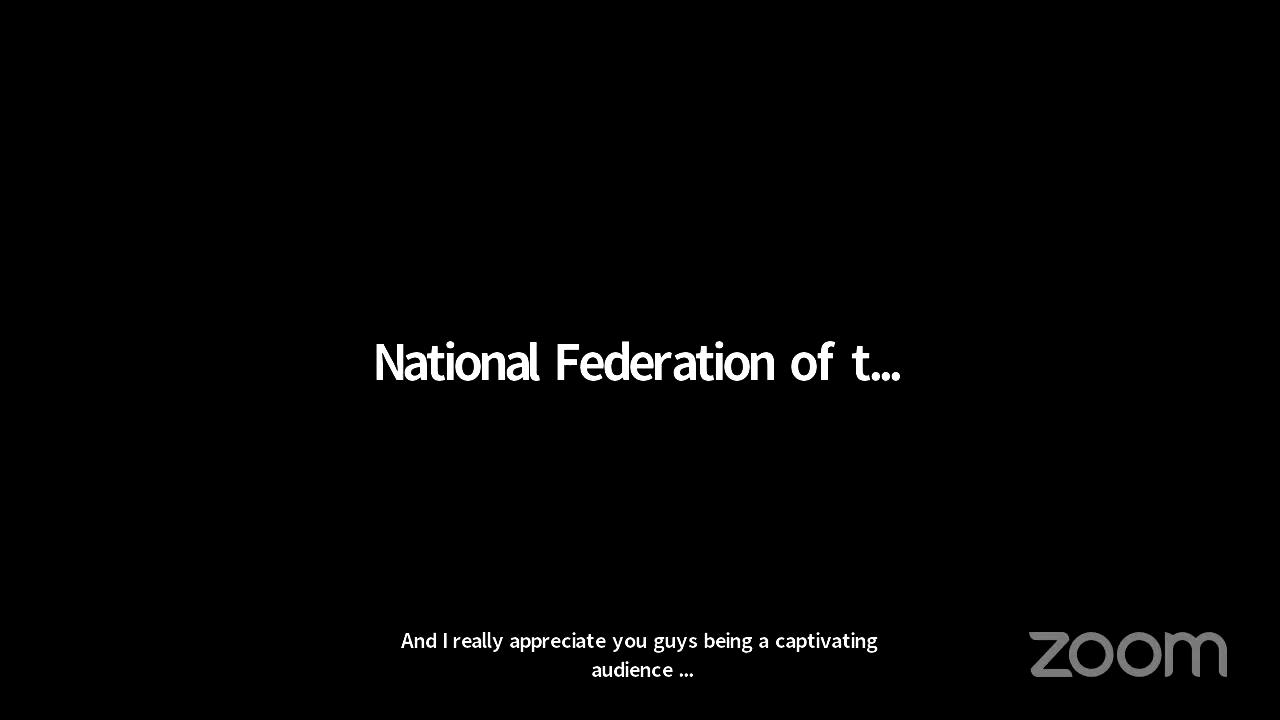 National Federation of t...
And I really appreciate you guys being a captivating
audience ...
zoom